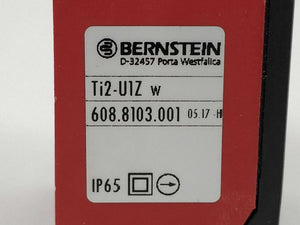 BERNSTEIN
D-32457 Porta Westfalica
Ti2-U1Z w
608.8103.001 05.17 -H
IP65